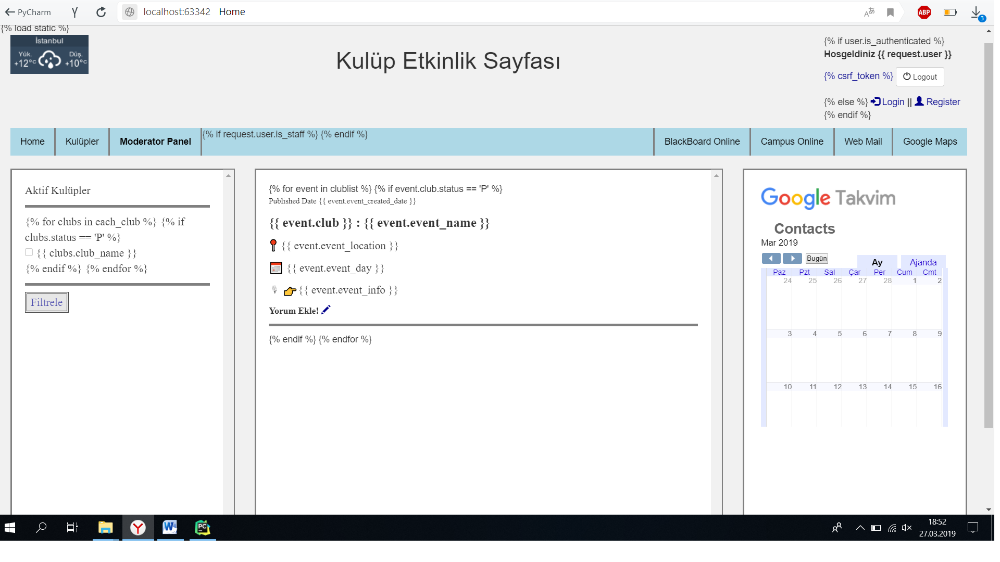 PyCharm
localhost:63342 Home
ABP
3
{% load static %}
İstanbul
Yük. Düş.
+12°C +10°C
Kulüp Etkinlik Sayfası
{% if user.is_authenticated %}
Hosgeldiniz {{ request.user }}
{% csrf_token %} Logout
{% else %} Login || Register
{% endif %}
Home Kulüpler Moderator Panel {% if request.user.is_staff %} {% endif %} BlackBoard Online Campus Online Web Mail Google Maps
Aktif Kulüpler
{% for clubs in each_club %} {% if
clubs.status == 'P' %}
{{ clubs.club_name }}
{% endif %} {% endfor %}
Filtrele
{% for event in clublist %} {% if event.club.status == 'P' %}
Published Date {{ event.event_created_date }}
{{ event.club }} : {{ event.event_name }}
{{ event.event_location }}
{{ event.event_day }}
{{ event.event_info }}
Yorum Ekle!
{% endif %} {% endfor %}
Google Takvim
Contacts
Mar 2019
Bugün Ay Ajanda
Paz Pzt Sal Çar Per Cum Cmt
24 25 26 27 28 1 2
3 4 5 6 7 8 9
10 11 12 13 14 15 16
W PC
18:52
27.03.2019